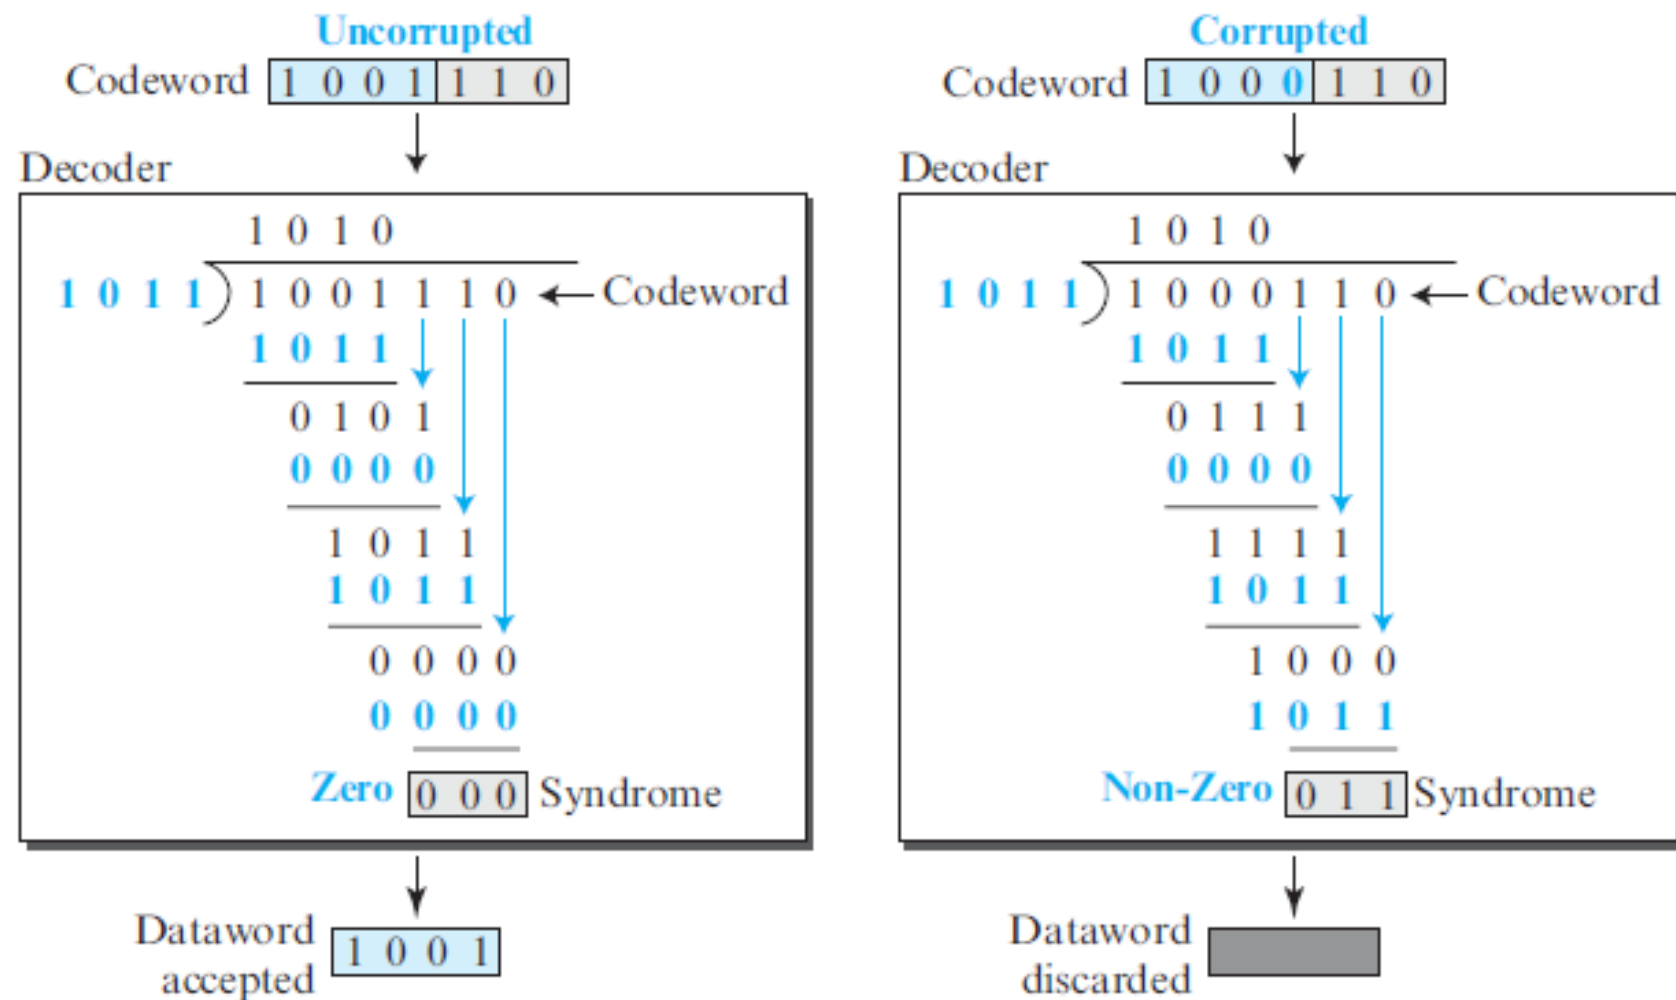 Uncorrupted
Codeword 1 0 0 1 1 1 0
Decoder
1 0 1 0
1 0 1 1 1 0 0 1 1 1 0 Codeword
1 0 1 1
0 1 0 1
0 0 0 0
1 0 1 1
1 0 1 1
0 0 0 0
0 0 0 0
Zero 0 0 0 Syndrome
Dataword
accepted 1 0 0 1
Corrupted
Codeword 1 0 0 0 1 1 0
Decoder
1 0 1 0
1 0 1 1 1 0 0 0 1 1 0 Codeword
1 0 1 1
0 1 1 1
0 0 0 0
1 1 1 1
1 0 1 1
1 0 0 0
1 0 1 1
Non-Zero 0 1 1 Syndrome
Dataword
discarded